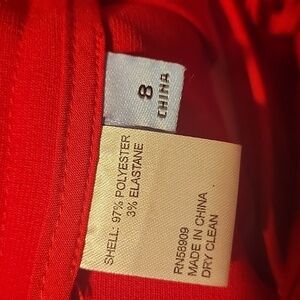 8
CHINA
SHELL: 97% POLYESTER
3% ELASTANE
RN58909
MADE IN CHINA
DRY CLEAN